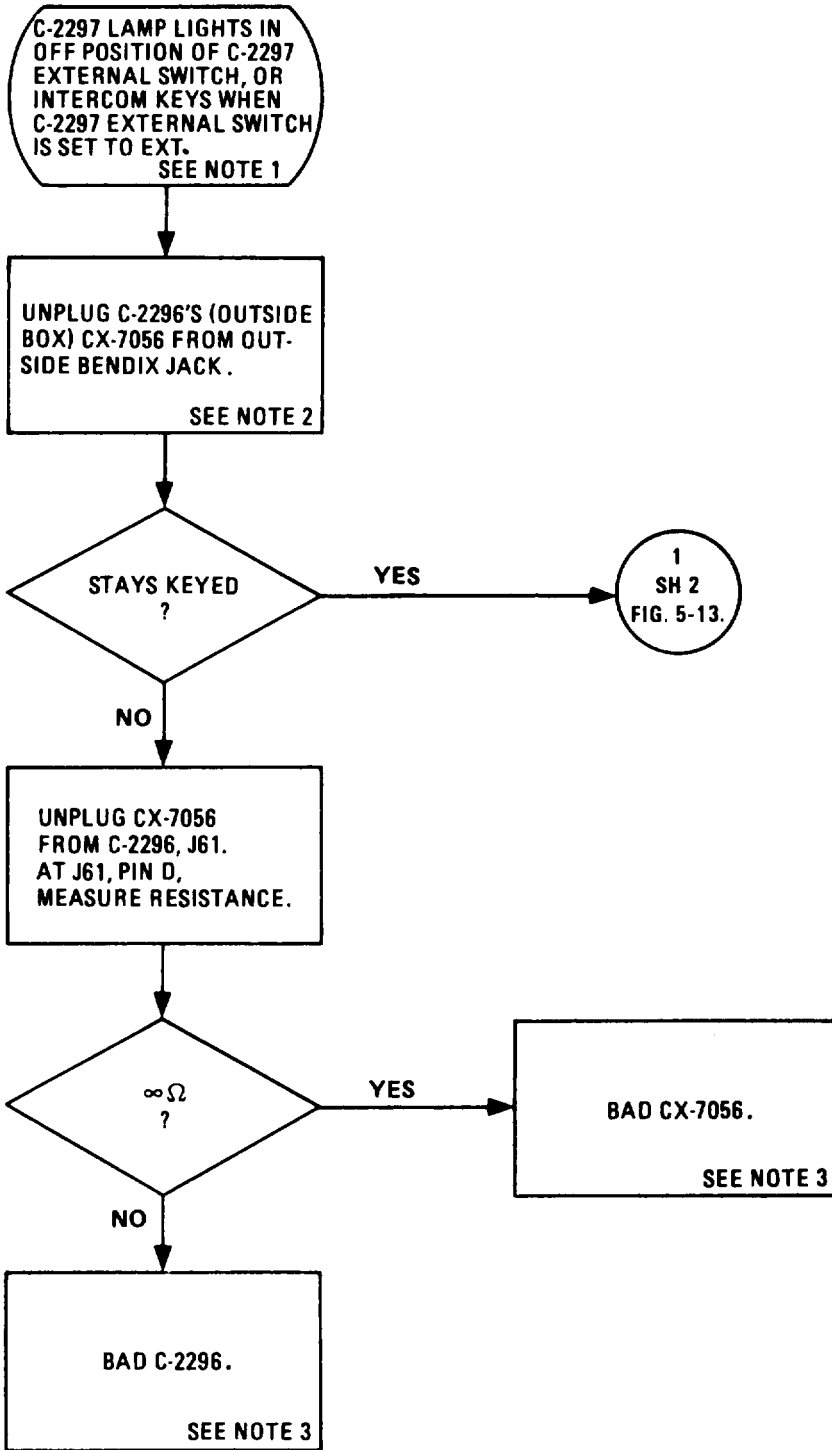 C-2297 LAMP LIGHTS IN
OFF POSITION OF C-2297
EXTERNAL SWITCH, OR
INTERCOM KEYS WHEN
C-2297 EXTERNAL SWITCH
IS SET TO EXT.
SEE NOTE 1
UNPLUG C-2296'S (OUTSIDE
BOX) CX-7056 FROM OUT-
SIDE BENDIX JACK.
SEE NOTE 2
STAYS KEYED
?
YES
1
SH 2
FIG. 5-13.
NO
UNPLUG CX-7056
FROM C-2296, J61.
AT J61, PIN D,
MEASURE RESISTANCE.
∞Ω
?
YES
BAD CX-7056.
SEE NOTE 3
NO
BAD C-2296.
SEE NOTE 3